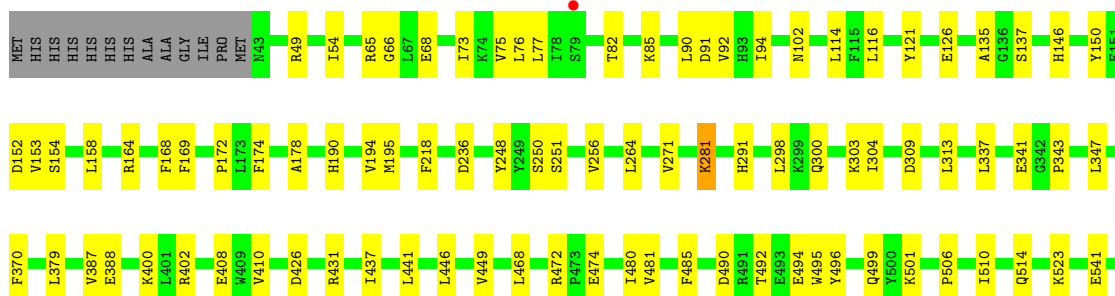 MET HIS HIS HIS HIS HIS HIS ALA ALA GLY ILE PRO MET N43 R49 I54 R65 G66 L67 E68 I73 K74 V75 L76 L77 I78 S79 T82 K85 L90 D91 V92 H93 I94 N102 L114 F115 L116 Y121 E126 A135 G136 S137 H146 Y150 E151
D152 V153 S154 L158 R164 F168 F169 P172 L173 F174 A178 H190 V194 M195 F218 D236 Y248 Y249 S250 S251 V256 L264 V271 K281 H291 L298 K299 Q300 K303 I304 D309 L313 L337 E341 G342 P343 L347
F370 L379 V387 E388 K400 L401 R402 E408 W409 V410 D426 R431 I437 L441 L446 V449 L468 R472 P473 E474 I480 V481 F485 D490 R491 T492 E493 E494 W495 Y496 Q499 Y500 K501 P506 I510 Q514 K523 E541